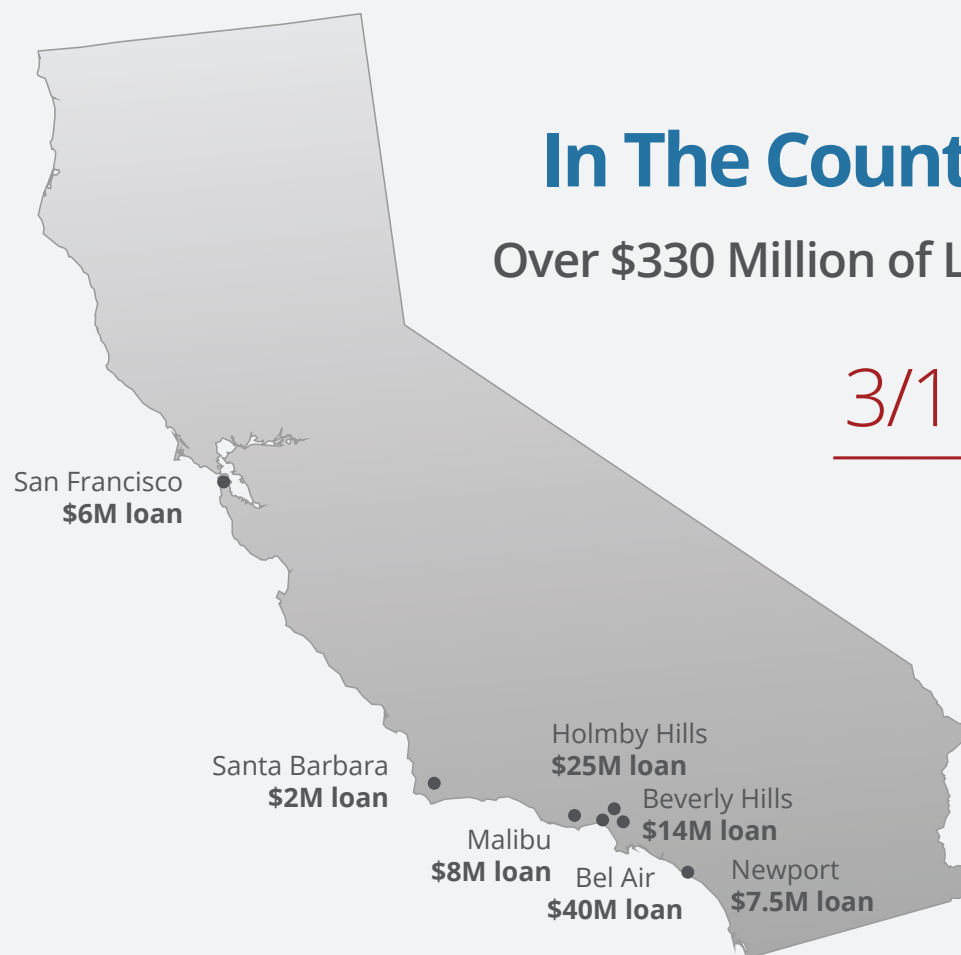 In The Count
Over $330 Million of L
3/1
San Francisco
$6M loan
Holmby Hills
$25M loan
Santa Barbara
$2M loan
Beverly Hills
$14M loan
Malibu
$8M loan
Bel Air
$40M loan
Newport
$7.5M loan